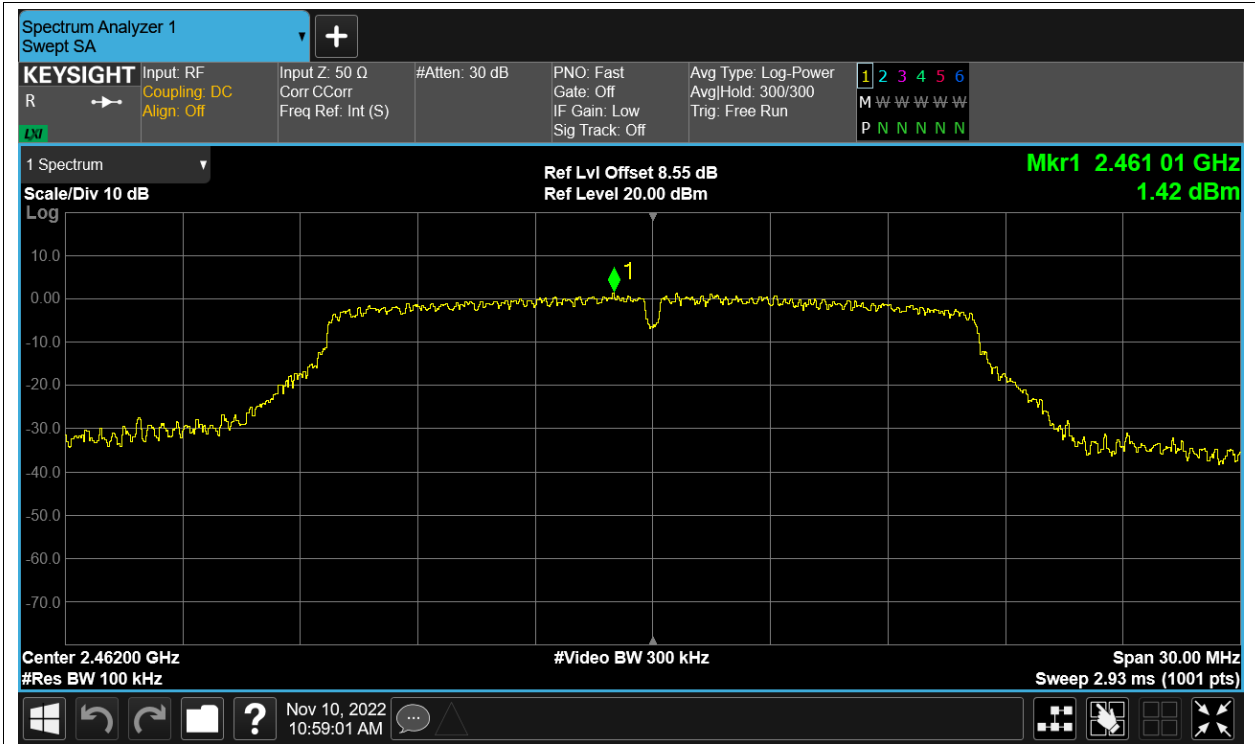 Spectrum Analyzer 1
Swept SA
+
KEYSIGHT
R
LXI
Input: RF
Coupling: DC
Align: Off
Input Z: 50 Ω
Corr CCorr
Freq Ref: Int (S)
#Atten: 30 dB
PNO: Fast
Gate: Off
IF Gain: Low
Sig Track: Off
Avg Type: Log-Power
Avg|Hold: 300/300
Trig: Free Run
1 2 3 4 5 6
M W W W W W W
P N N N N N N
1 Spectrum
Scale/Div 10 dB
Log
Ref Lvl Offset 8.55 dB
Ref Level 20.00 dBm
Mkr1 2.461 01 GHz
1.42 dBm
1
10.0
0.00
-10.0
-20.0
-30.0
-40.0
-50.0
-60.0
-70.0
Center 2.46200 GHz
#Res BW 100 kHz
#Video BW 300 kHz
Span 30.00 MHz
Sweep 2.93 ms (1001 pts)
?
Nov 10, 2022
10:59:01 AM